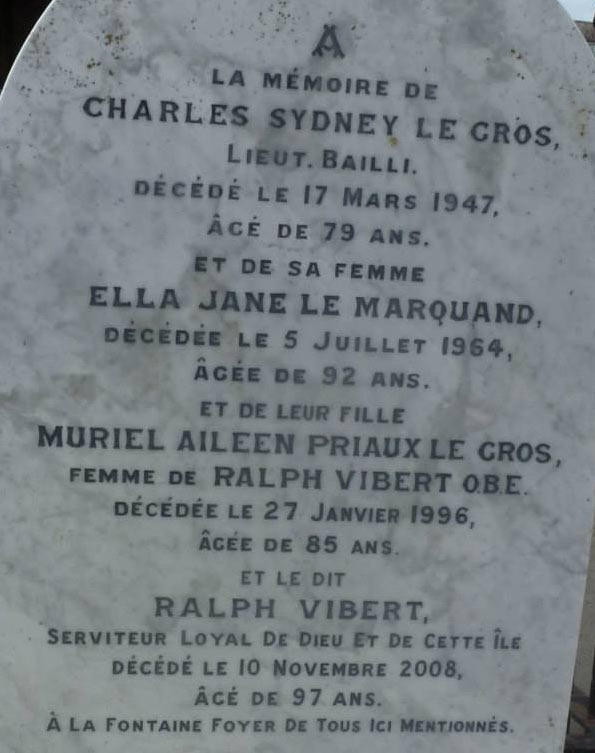 À
LA MÉMOIRE DE
CHARLES SYDNEY LE GROS,
LIEUT. BAILLI.
DÉCÉDÉ LE 17 MARS 1947,
ÂGÉ DE 79 ANS.
ET DE SA FEMME
ELLA JANE LE MARQUAND,
DÉCÉDÉE LE 5 JUILLET 1964,
ÂGÉE DE 92 ANS.
ET DE LEUR FILLE
MURIEL AILEEN PRIAUX LE GROS,
FEMME DE RALPH VIBERT O.B.E.
DÉCÉDÉE LE 27 JANVIER 1996,
ÂGÉE DE 85 ANS.
ET LE DIT
RALPH VIBERT,
SERVITEUR LOYAL DE DIEU ET DE CETTE ÎLE
DÉCÉDÉ LE 10 NOVEMBRE 2008,
ÂGÉ DE 97 ANS.
À LA FONTAINE FOYER DE TOUS ICI MENTIONNÉS.